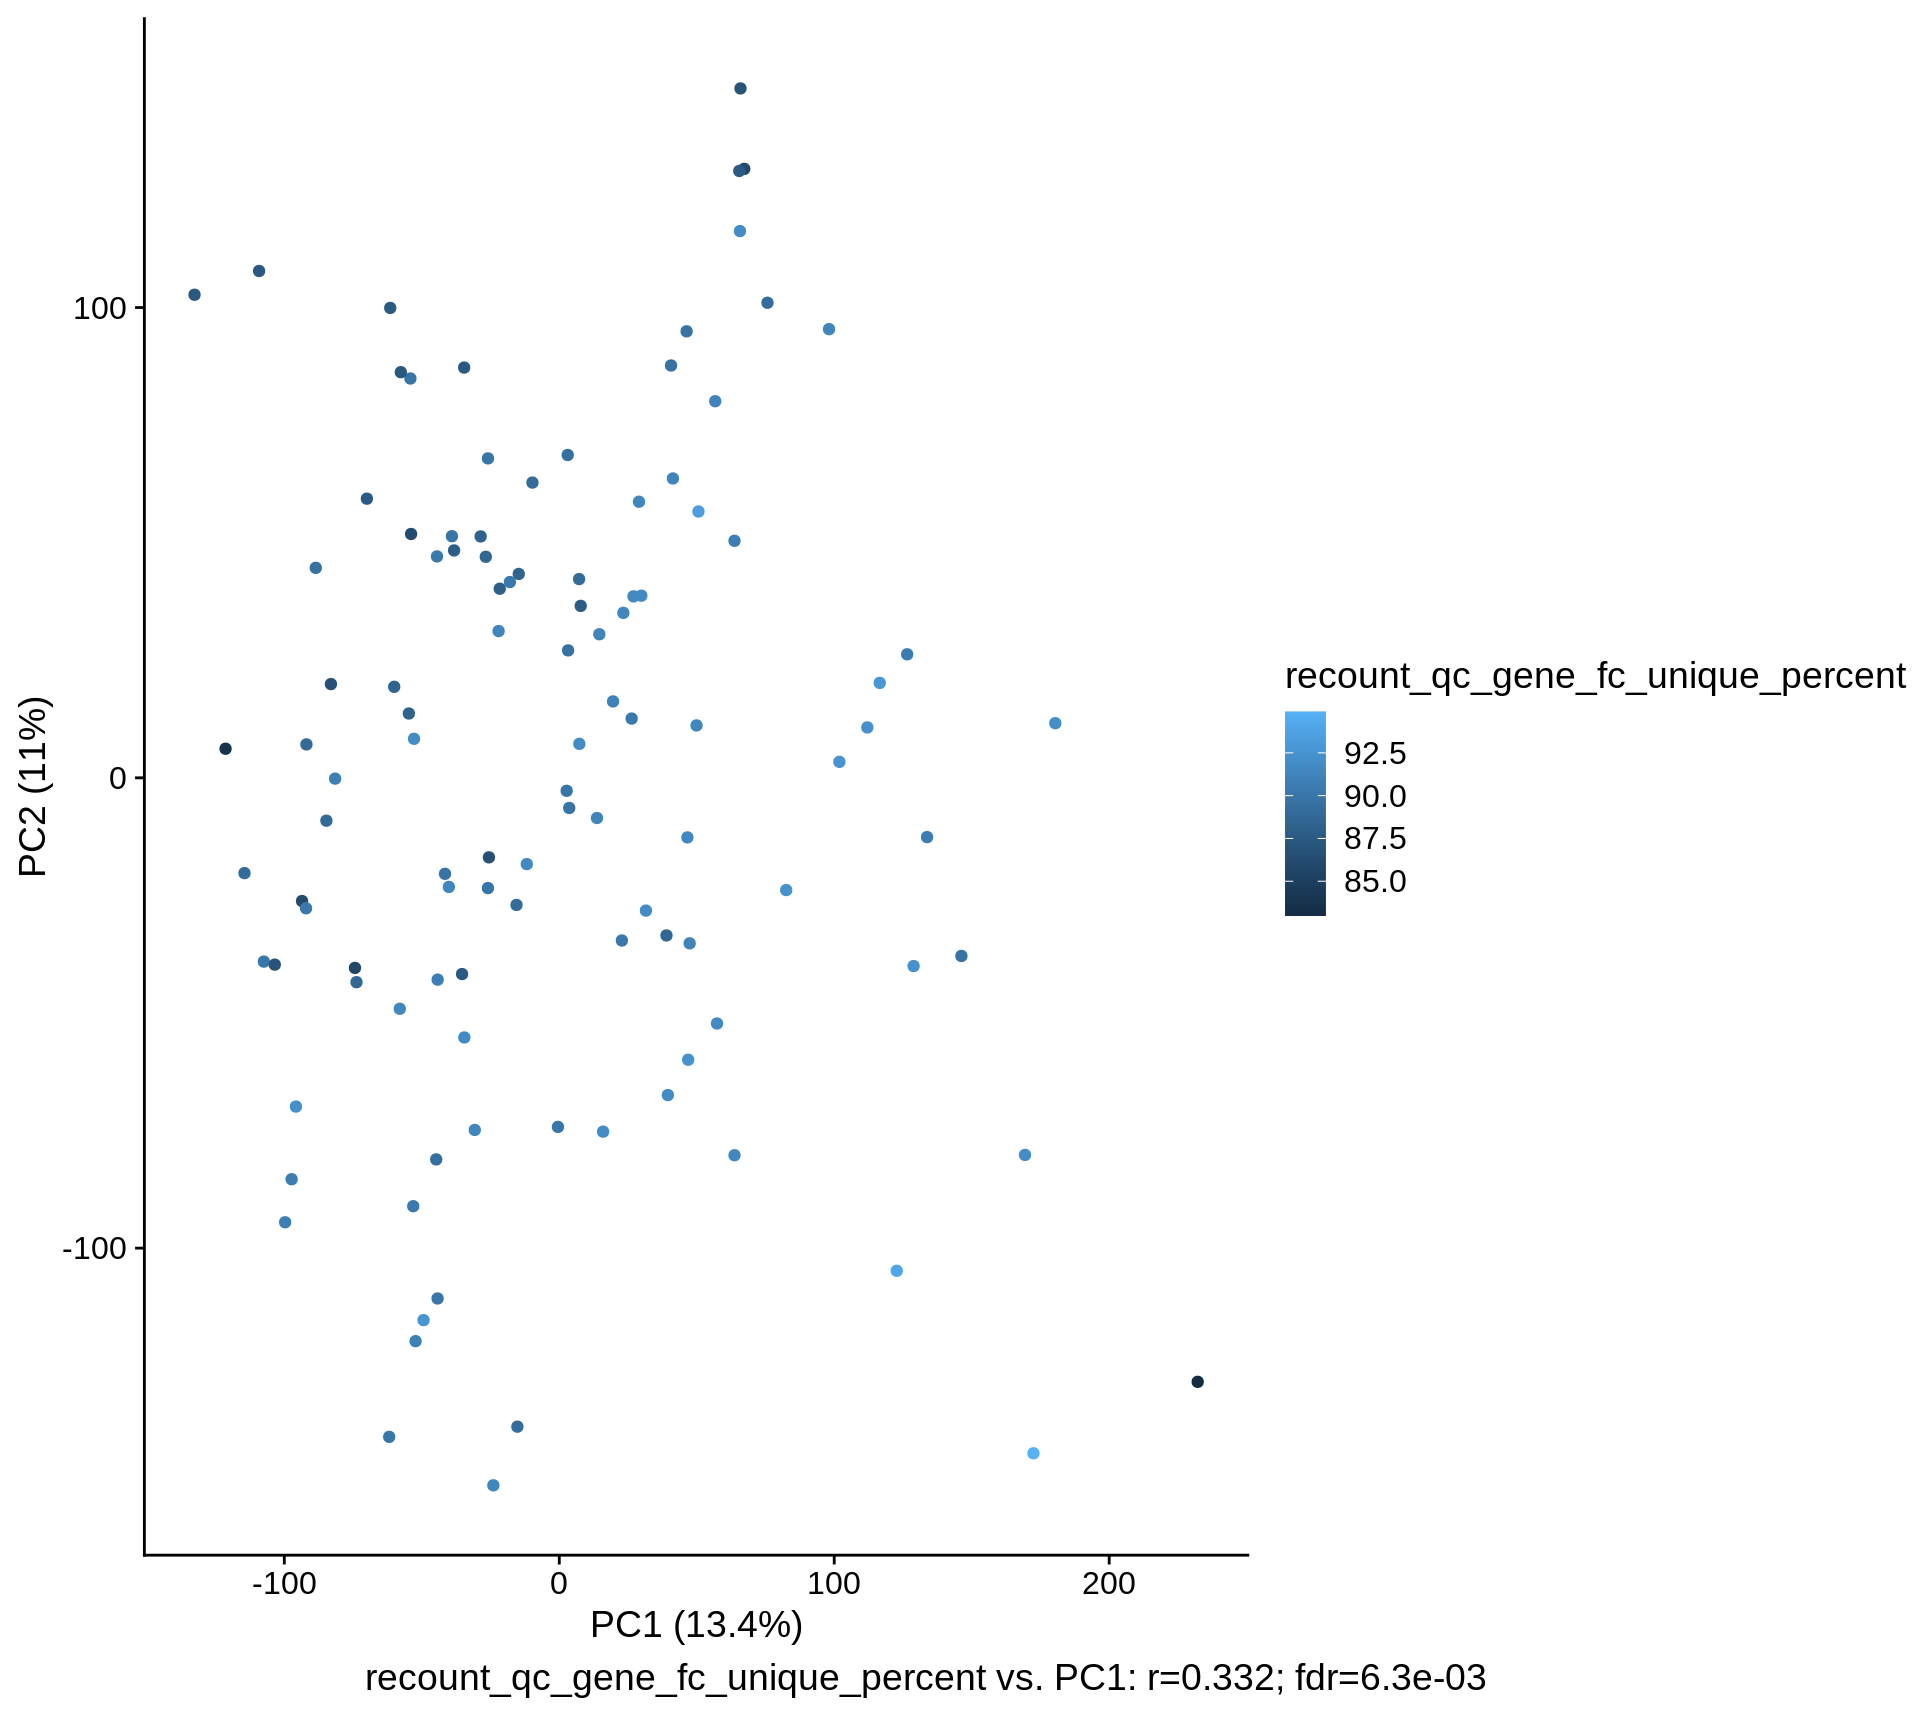 100
0
-100
PC2 (11%)
-100 0 100 200
PC1 (13.4%)
recount_qc_gene_fc_unique_percent vs. PC1: r=0.332; fdr=6.3e-03
recount_qc_gene_fc_unique_percent
92.5
90.0
87.5
85.0